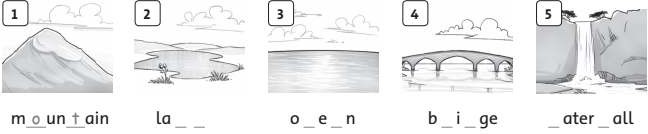 1 2 3 4 5
m o un t ain la _ _ o _ e _ n b _ i _ ge _ ater _ all